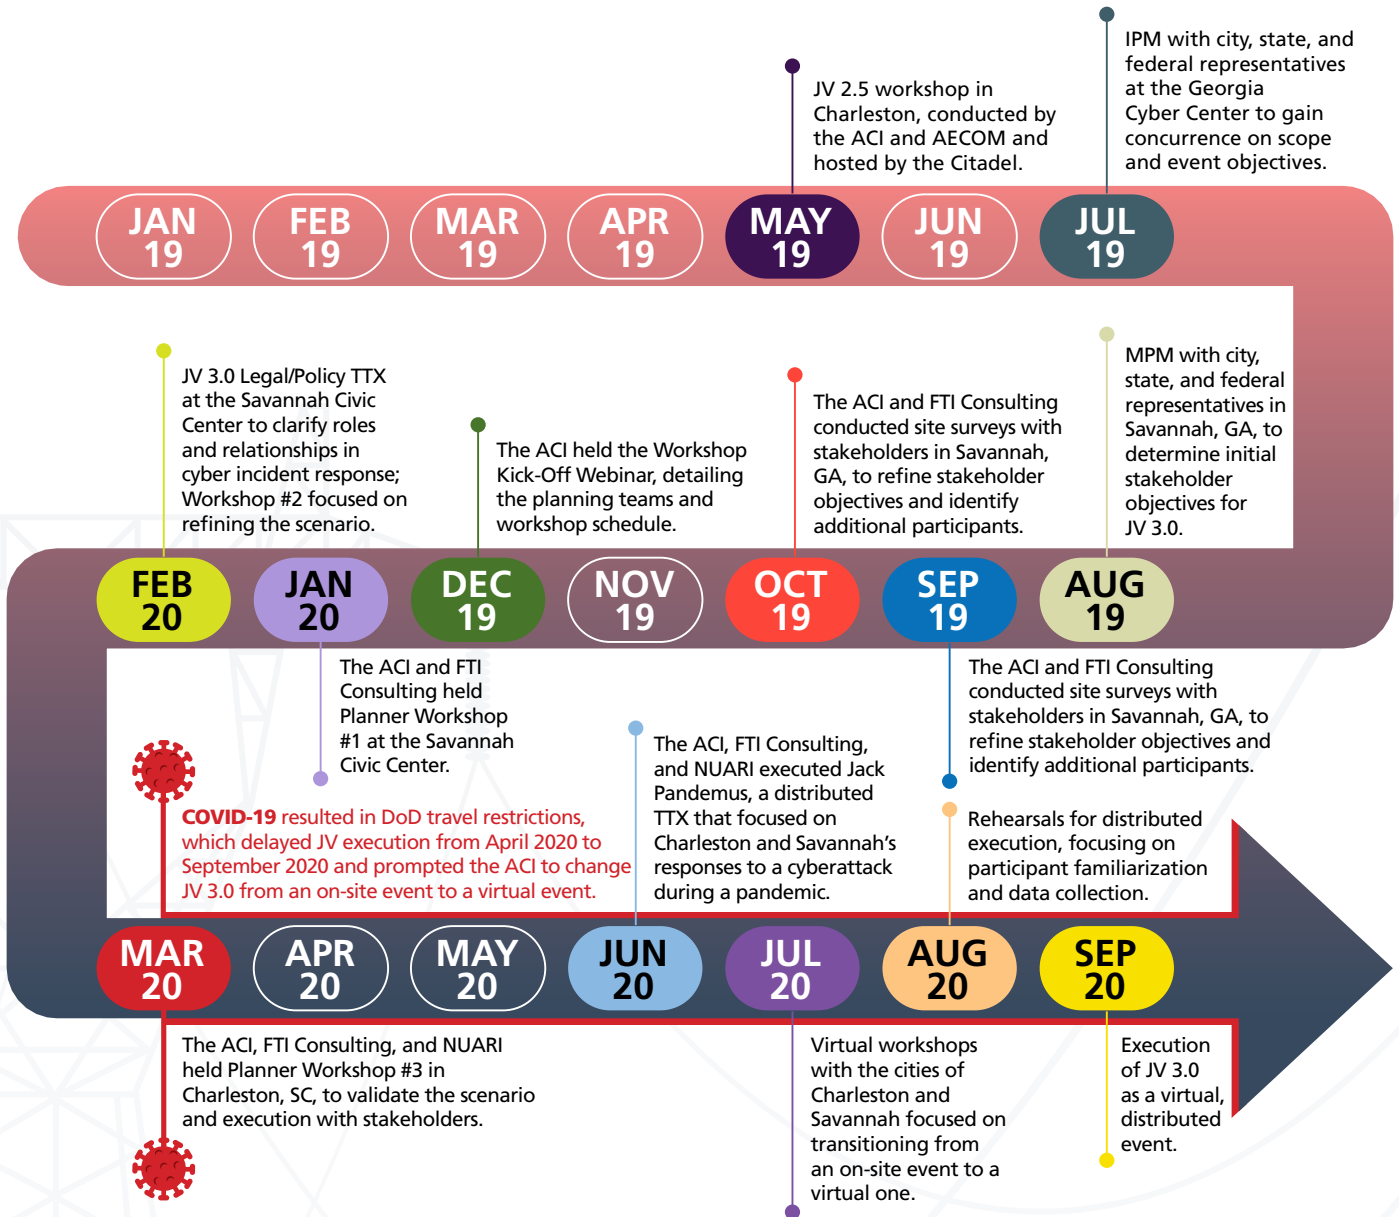 JV 2.5 workshop in
Charleston, conducted by
the ACI and AECOM and
hosted by the Citadel.
IPM with city, state, and
federal representatives
at the Georgia
Cyber Center to gain
concurrence on scope
and event objectives.
JAN
19
FEB
19
MAR
19
APR
19
MAY
19
JUN
19
JUL
19
MPM with city,
state, and federal
representatives in
Savannah, GA, to
determine initial
stakeholder
objectives for
JV 3.0.
The ACI and FTI Consulting
conducted site surveys with
stakeholders in Savannah,
GA, to refine stakeholder
objectives and identify
additional participants.
The ACI held the Workshop
Kick-Off Webinar, detailing
the planning teams and
workshop schedule.
JV 3.0 Legal/Policy TTX
at the Savannah Civic
Center to clarify roles
and relationships in
cyber incident response;
Workshop #2 focused on
refining the scenario.
AUG
19
SEP
19
OCT
19
NOV
19
DEC
19
JAN
20
FEB
20
The ACI and FTI Consulting
conducted site surveys with
stakeholders in Savannah, GA, to
refine stakeholder objectives and
identify additional participants.
The ACI and FTI
Consulting held
Planner Workshop
#1 at the Savannah
Civic Center.
COVID-19 resulted in DoD travel restrictions,
which delayed JV execution from April 2020 to
September 2020 and prompted the ACI to change
JV 3.0 from an on-site event to a virtual event.
The ACI, FTI Consulting,
and NUARI executed Jack
Pandemus, a distributed
TTX that focused on
Charleston and Savannah’s
responses to a cyberattack
during a pandemic.
Rehearsals for distributed
execution, focusing on
participant familiarization
and data collection.
MAR
20
APR
20
MAY
20
JUN
20
JUL
20
AUG
20
SEP
20
The ACI, FTI Consulting, and NUARI
held Planner Workshop #3 in
Charleston, SC, to validate the scenario
and execution with stakeholders.
Virtual workshops
with the cities of
Charleston and
Savannah focused on
transitioning from
an on-site event to a
virtual one.
Execution
of JV 3.0
as a virtual,
distributed
event.